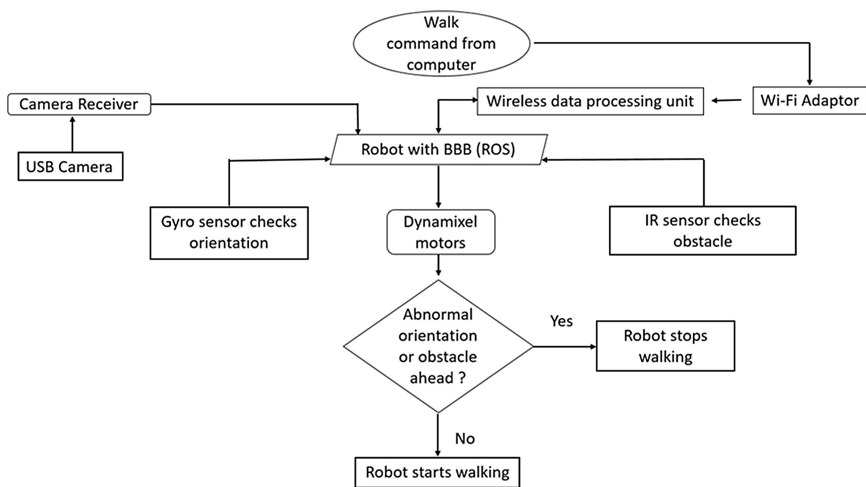 Walk
command from
computer
Camera Receiver
Wireless data processing unit
Wi-Fi Adaptor
USB Camera
Robot with BBB (ROS)
Gyro sensor checks
orientation
Dynamixel
motors
IR sensor checks
obstacle
Abnormal
orientation
or obstacle
ahead ?
Yes
Robot stops
walking
No
Robot starts walking